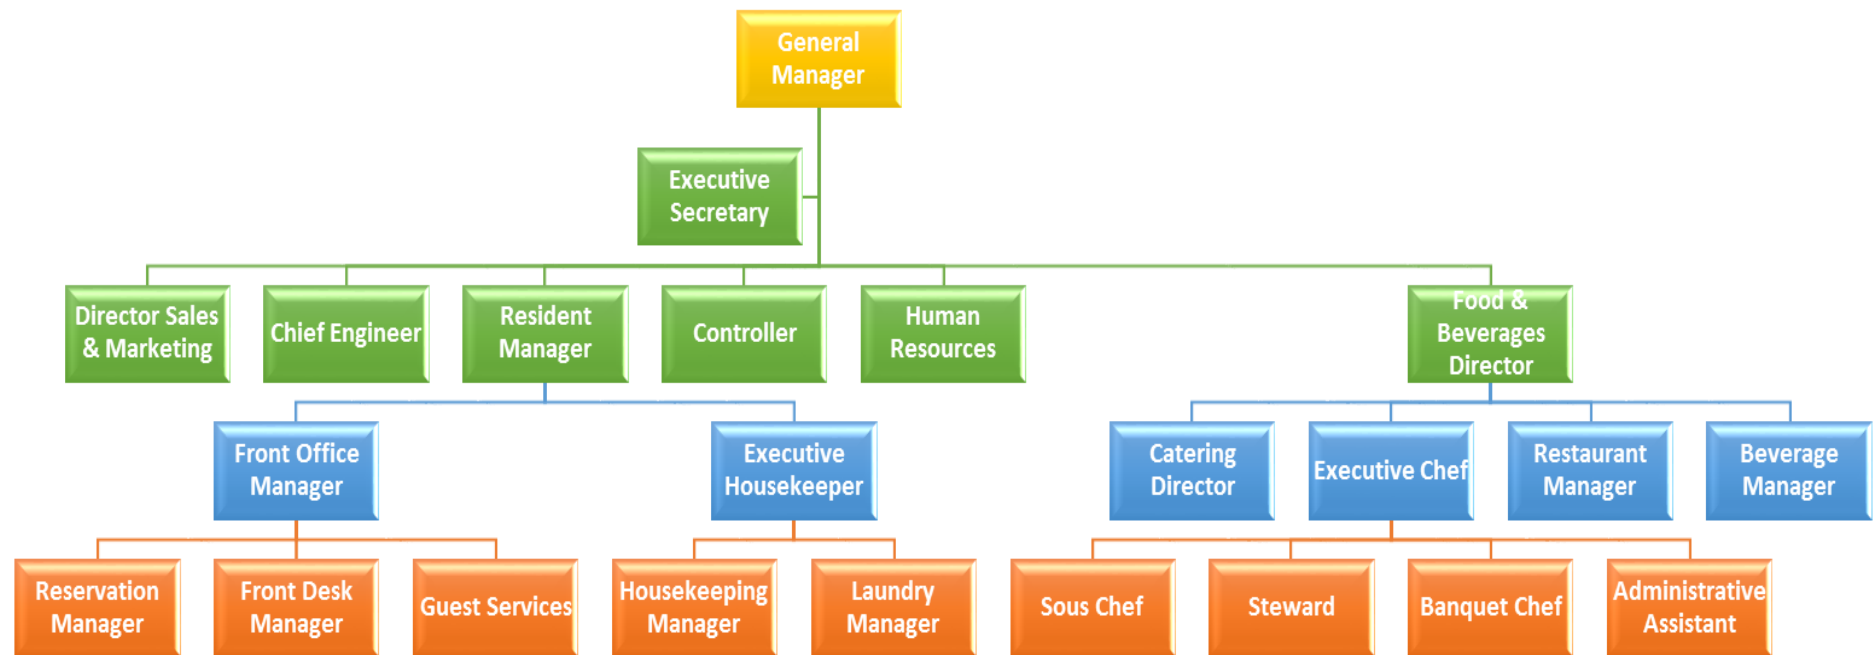 General
Manager
Executive
Secretary
Director Sales
& Marketing
Chief Engineer
Resident
Manager
Controller
Human
Resources
Food &
Beverages
Director
Front Office
Manager
Executive
Housekeeper
Catering
Director
Executive Chef
Restaurant
Manager
Beverage
Manager
Reservation
Manager
Front Desk
Manager
Guest Services
Housekeeping
Manager
Laundry
Manager
Sous Chef
Steward
Banquet Chef
Administrative
Assistant